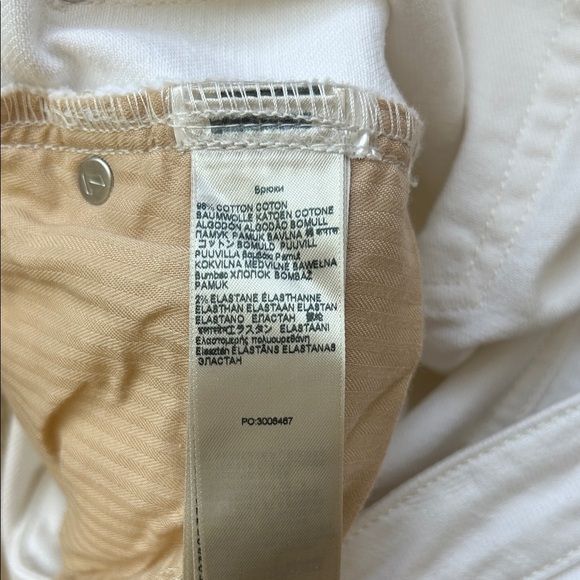 Брюки
98% COTTON COTON
BAUMWOLLE KATOEN COTONE
ALGODÓN ALGODÃO BOMULL
ПАМУК PAMUK BAVLNA 棉
コットン BOMULD PUUVILL
PUUVILLA Βαμβάκι Pamut
KOKVILNA MEDVILNĖ BAWEŁNA
Bumbac ХЛОПОК BOMBAŽ
PAMUK
2% ELASTANE ÉLASTHANNE
ELASTHAN ELASTAAN ELASTAN
ELASTANO ЕЛАСТАН
エラスタン ELASTAANI
Ελαστομερής πολυουρεθάνη
Elasztán ELASTĀNS ELASTANAS
ЭЛАСТАН
PO:3006467